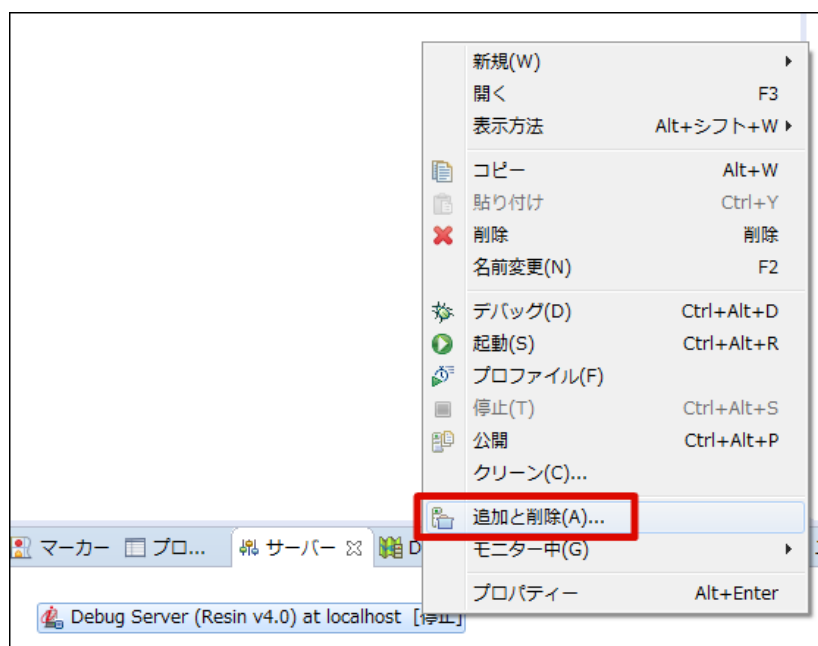 新規(W)
開く F3
表示方法 Alt+シフト+W
コピー Alt+W
貼り付け Ctrl+Y
削除 削除
名前変更(N) F2
デバッグ(D) Ctrl+Alt+D
起動(S) Ctrl+Alt+R
プロファイル(F)
停止(T) Ctrl+Alt+S
公開 Ctrl+Alt+P
クリーン(C)...
追加と削除(A)...
モニター中(G)
プロパティー Alt+Enter
マーカー プロ... サーバー D
Debug Server (Resin v4.0) at localhost [停止]